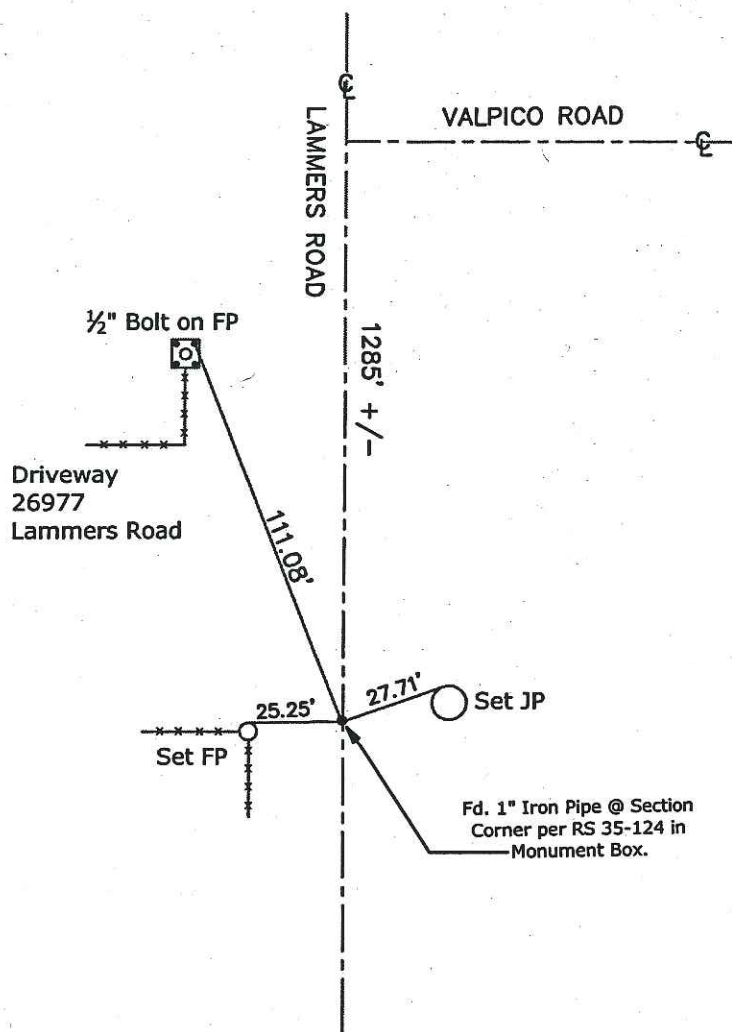 ℄
VALPICO ROAD
℄
LAMMERS ROAD
½" Bolt on FP
1285' +/-
Driveway
26977
Lammers Road
111.08'
25.25'
27.71'
Set JP
Set FP
Fd. 1" Iron Pipe @ Section
Corner per RS 35-124 in
Monument Box.